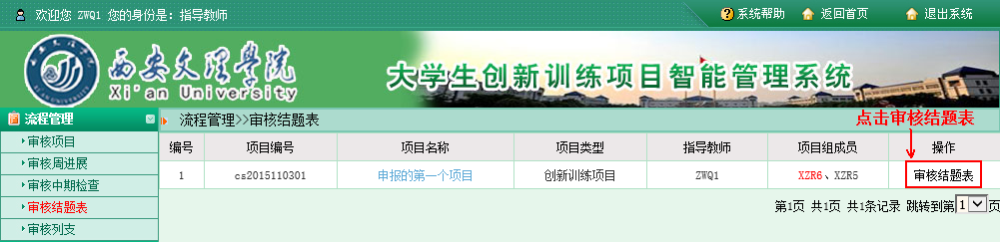 欢迎您 ZWQ1 您的身份是：指导教师
系统帮助 返回首页 退出系统
西安文理学院
Xi'an University
大学生创新训练项目智能管理系统
流程管理
审核项目
审核周进展
审核中期检查
审核结题表
审核列支
流程管理>>审核结题表
点击审核结题表
编号 项目编号 项目名称 项目类型 指导教师 项目组成员 操作
1 cs2015110301 申报的第一个项目 创新训练项目 ZWQ1 XZR6、XZR5 审核结题表
第1页 共1页 共1条记录 跳转到第1页